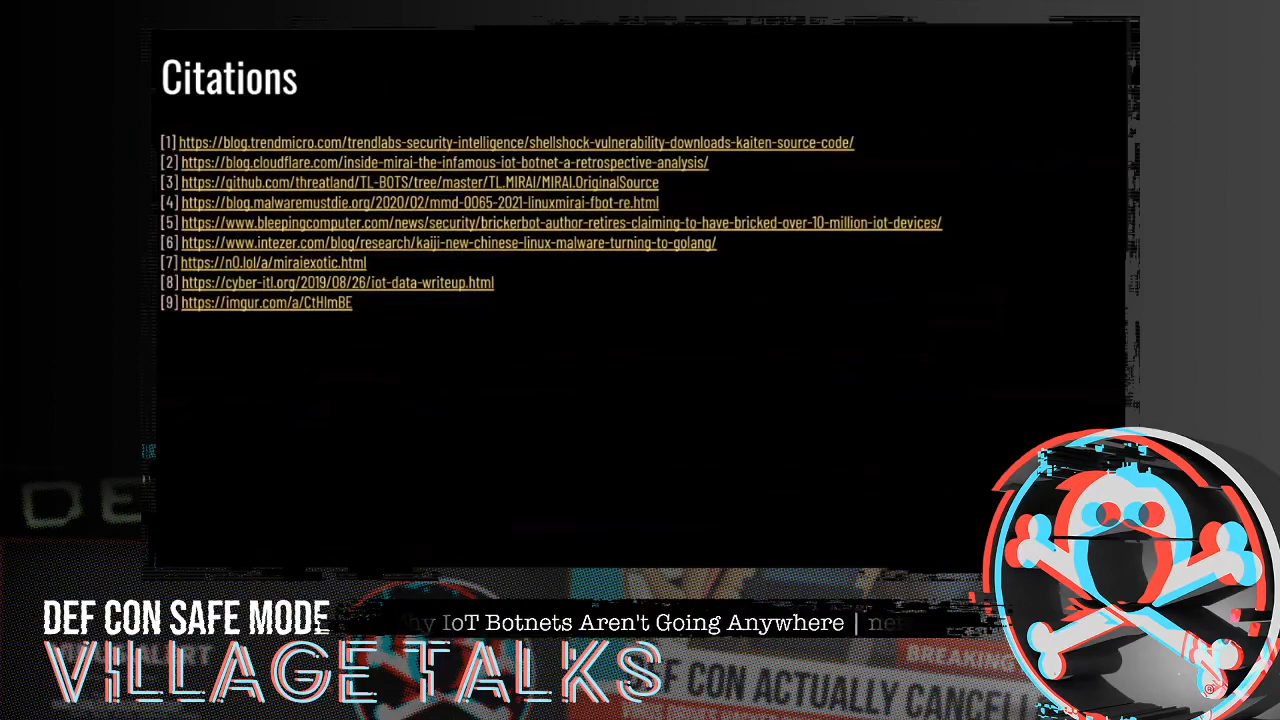 Citations
[1] https://blog.trendmicro.com/trendlabs-security-intelligence/shellshock-vulnerability-downloads-kaiten-source-code/
[2] https://blog.cloudflare.com/inside-mirai-the-infamous-iot-botnet-a-retrospective-analysis/
[3] https://github.com/threatland/TL-BOTS/tree/master/TL.MIRAI/MIRAI.OriginalSource
[4] https://blog.malwaremustdie.org/2020/02/mmd-0065-2021-linuxmirai-fbot-re.html
[5] https://www.bleepingcomputer.com/news/security/brickerbot-author-retires-claiming-to-have-bricked-over-10-million-iot-devices/
[6] https://www.intezer.com/blog/research/kaiji-new-chinese-linux-malware-turning-to-golang/
[7] https://n0.lol/a/miraiexotic.html
[8] https://cyber-itl.org/2019/08/26/iot-data-writeup.html
[9] https://imgur.com/a/CtHlmBE
DE
DEF CON SAFE MODE
hy IoT Botnets Aren't Going Anywhere | ne
VILLAGE TALKS
BREAKING
DEF CON ACTUALLY CANCELL